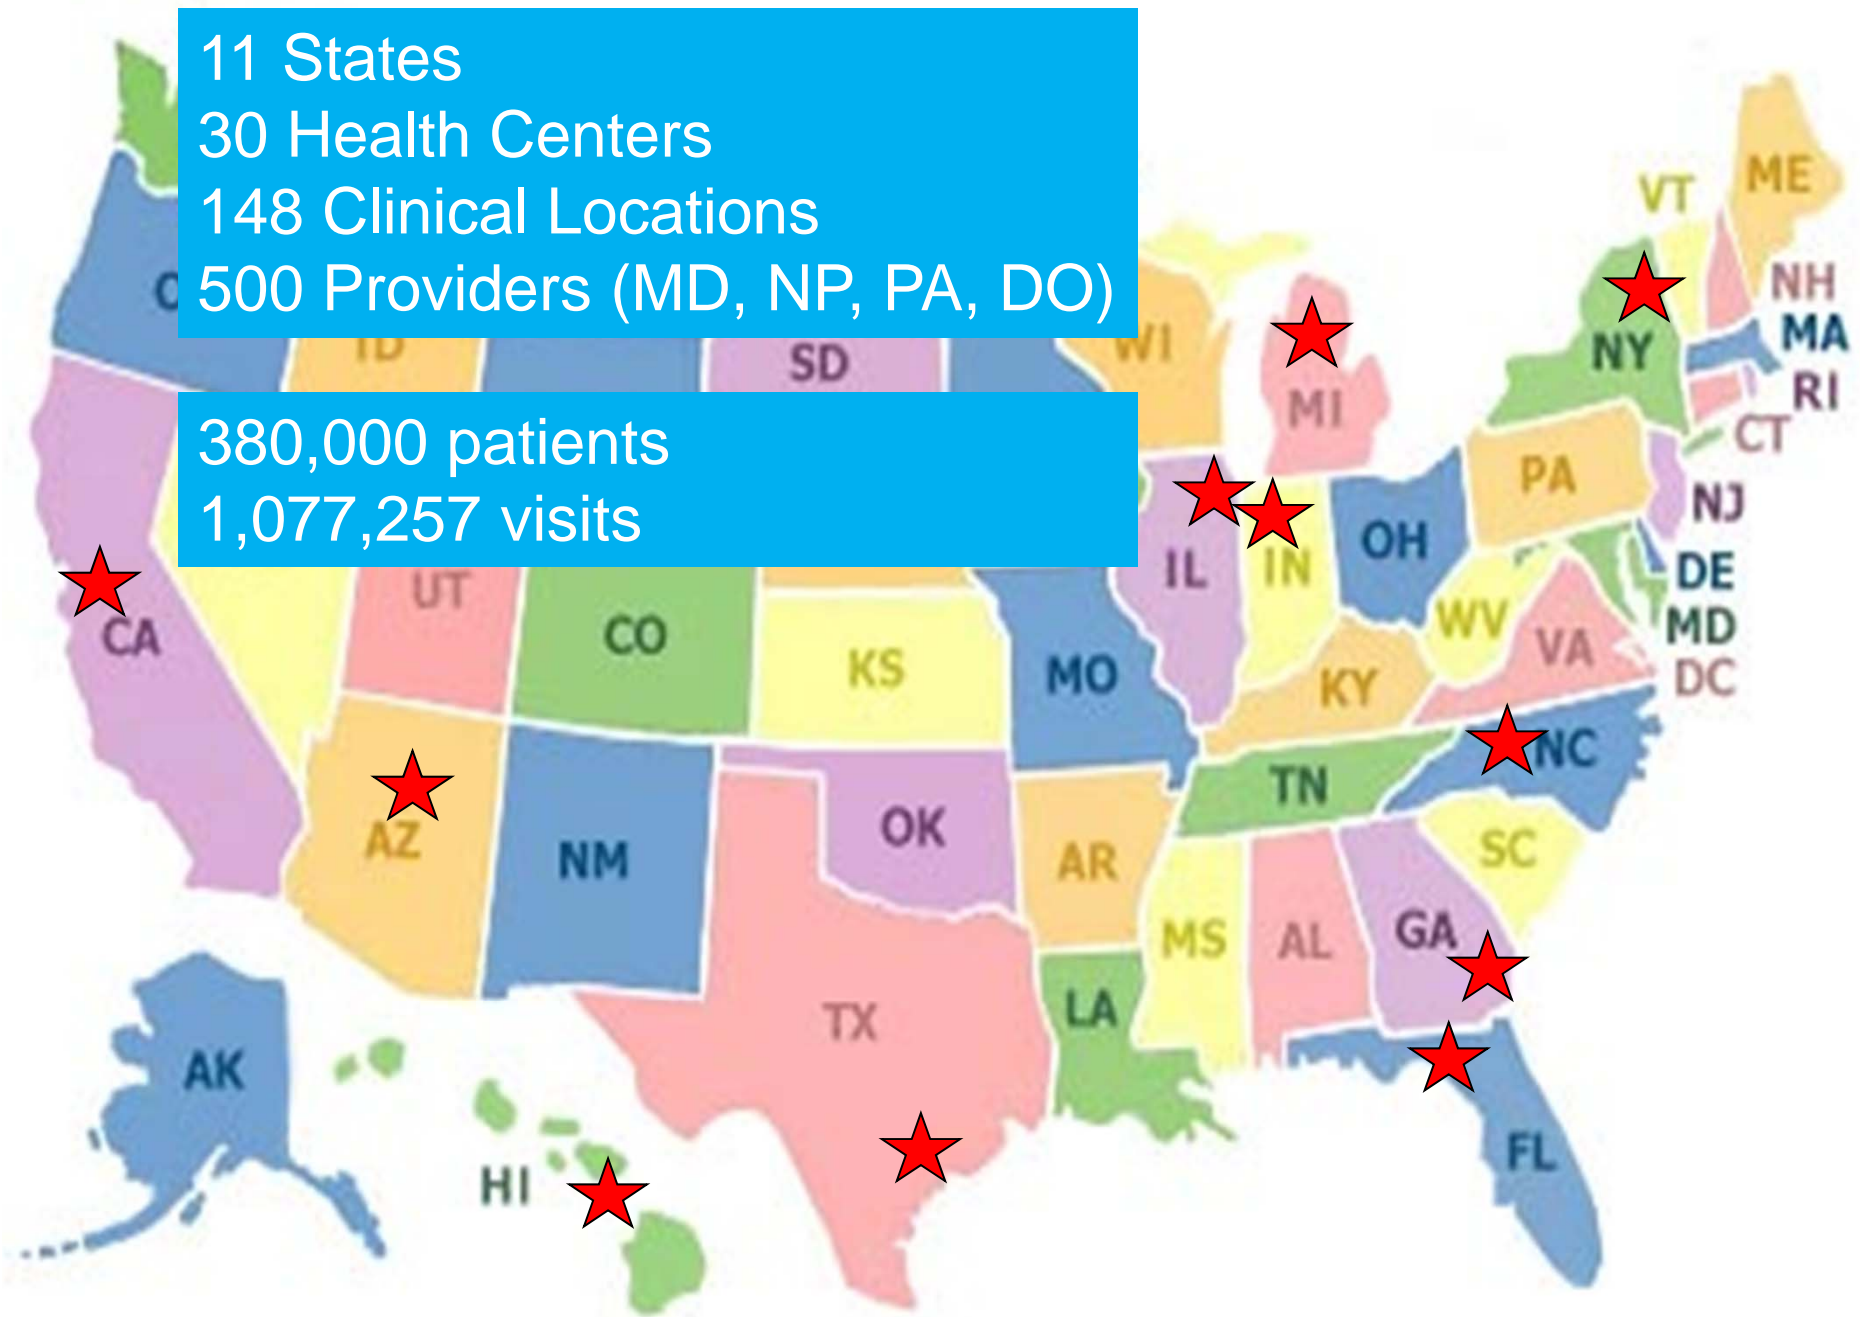 11 States
30 Health Centers
148 Clinical Locations
500 Providers (MD, NP, PA, DO)
380,000 patients
1,077,257 visits
ME
VT
NH
MA
NY
RI
CT
WI
MI
ID
SD
PA
NJ
OH
IL
IN
DE
MD
DC
WV
VA
UT
CO
KS
MO
KY
CA
NC
TN
AZ
NM
OK
AR
SC
MS
AL
GA
TX
LA
AK
HI
FL